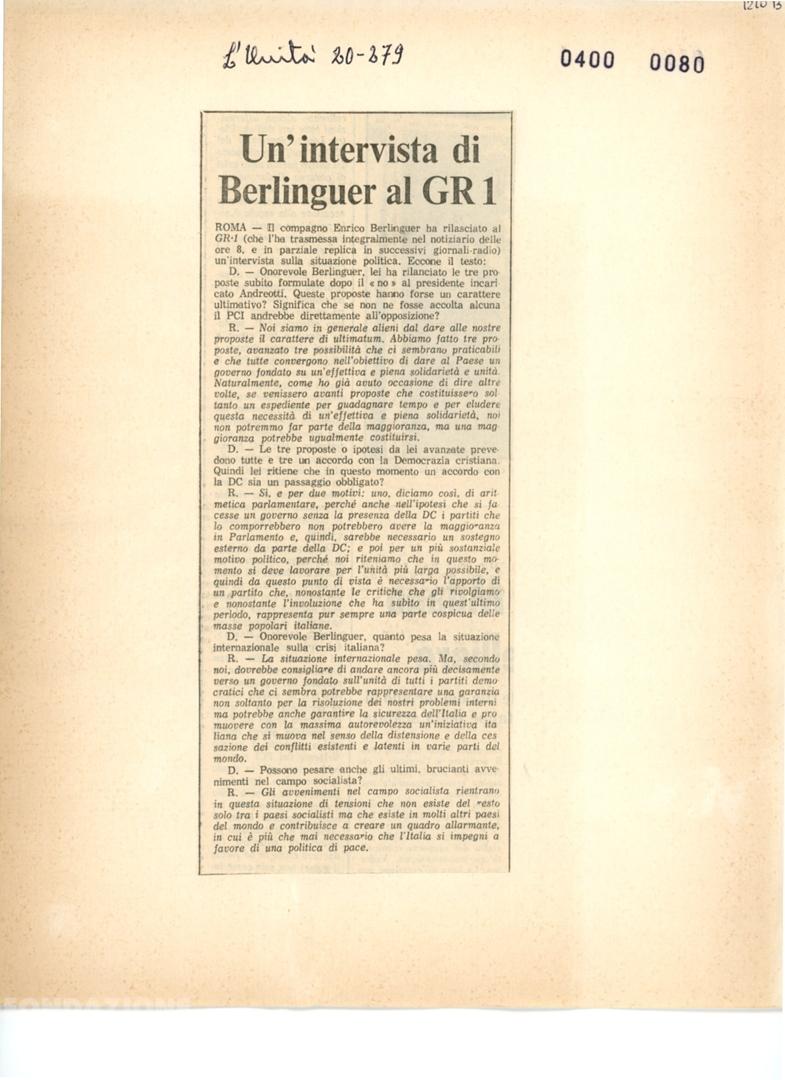 L'Unità 20-279
0400 0080
Un'intervista di
Berlinguer al GR 1
ROMA — Il compagno Enrico Berlinguer ha rilasciato al
GR-1 (che l'ha trasmessa integralmente nel notiziario delle
ore 8, e in parziale replica in successivi giornali-radio)
un'intervista sulla situazione politica. Eccone il testo:
D. — Onorevole Berlinguer, lei ha rilanciato le tre pro
poste subito formulate dopo il « no » al presidente incari
cato Andreotti. Queste proposte hanno forse un carattere
ultimativo? Significa che se non ne fosse accolta alcuna
il PCI andrebbe direttamente all'opposizione?
R. — Noi siamo in generale alieni dal dare alle nostre
proposte il carattere di ultimatum. Abbiamo fatto tre pro-
poste, avanzato tre possibilità che ci sembrano praticabili
e che tutte convergono nell'obiettivo di dare al Paese un
governo fondato su un'effettiva e piena solidarietà e unità.
Naturalmente, come ho già avuto occasione di dire altre
volte, se venissero avanti proposte che costituissero sol
tanto un espediente per guadagnare tempo e per eludere
questa necessità di un'effettiva e piena solidarietà, noi
non potremmo far parte della maggioranza, ma una mag-
gioranza potrebbe ugualmente costituirsi.
D. — Le tre proposte o ipotesi da lei avanzate preve-
dono tutte e tre un accordo con la Democrazia cristiana.
Quindi lei ritiene che in questo momento un accordo con
la DC sia un passaggio obbligato?
R. — Sì, e per due motivi: uno, diciamo così, di arit
metica parlamentare, perché anche nell'ipotesi che si fa
cesse un governo senza la presenza della DC i partiti che
lo comporrebbero non potrebbero avere la maggioranza
in Parlamento e, quindi, sarebbe necessario un sostegno
esterno da parte della DC; e poi per un più sostanziale
motivo politico, perché noi riteniamo che in questo mo-
mento si deve lavorare per l'unità più larga possibile, e
quindi da questo punto di vista è necessario l'apporto di
un partito che, nonostante le critiche che gli rivolgiamo
e nonostante l'involuzione che ha subito in quest'ultimo
periodo, rappresenta pur sempre una parte cospicua delle
masse popolari italiane.
D. — Onorevole Berlinguer, quanto pesa la situazione
internazionale sulla crisi italiana?
R. — La situazione internazionale pesa. Ma, secondo
noi, dovrebbe consigliare di andare ancora più decisamente
verso un governo fondato sull'unità di tutti i partiti demo
cratici che ci sembra potrebbe rappresentare una garanzia
non soltanto per la risoluzione dei nostri problemi interni
ma potrebbe anche garantire la sicurezza dell'Italia e pro
muovere con la massima autorevolezza un'iniziativa ita
liana che si muova nel senso della distensione e della ces
sazione dei conflitti esistenti e latenti in varie parti del
mondo.
D. — Possono pesare anche gli ultimi, brucianti avve-
nimenti nel campo socialista?
R. — Gli avvenimenti nel campo socialista rientrano
in questa situazione di tensioni che non esiste del resto
solo tra i paesi socialisti ma che esiste in molti altri paesi
del mondo e contribuisce a creare un quadro allarmante,
in cui è più che mai necessario che l'Italia si impegni a
favore di una politica di pace.
FONDAZIONE